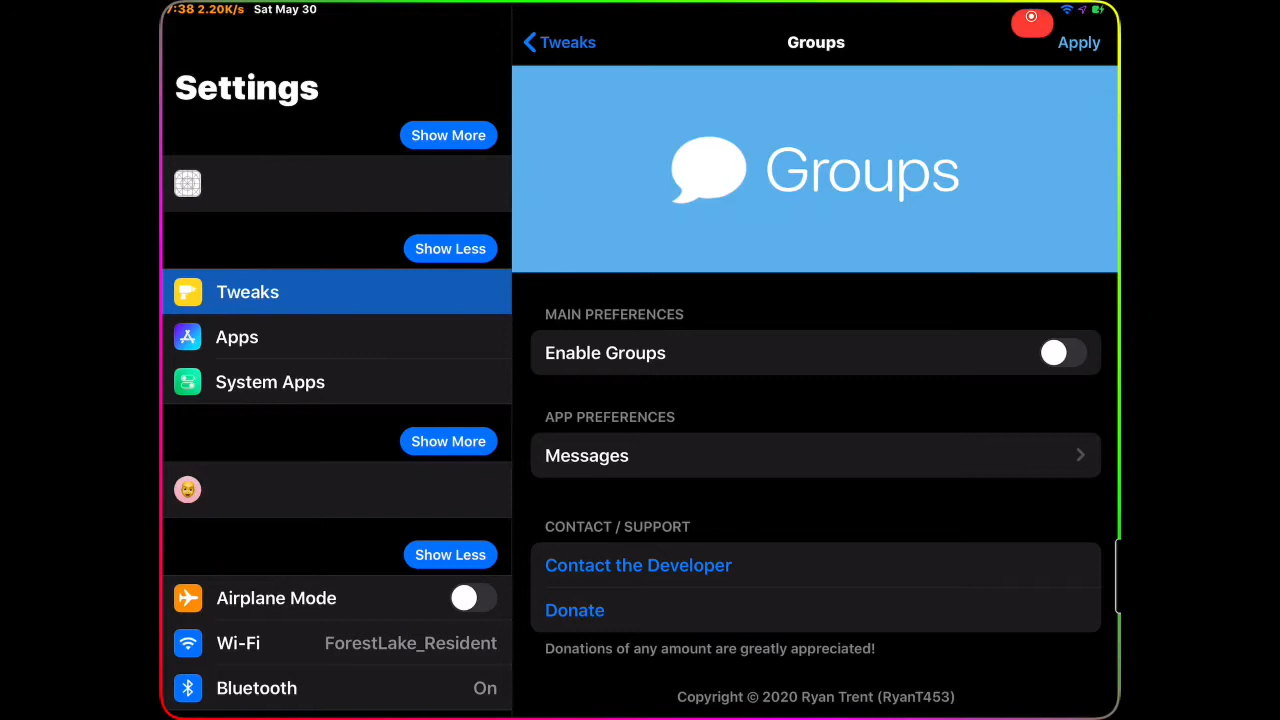 7:38 2.20K/s Sat May 30
Settings
Show More
Show Less
Tweaks
Apps
System Apps
Show More
Show Less
Airplane Mode
Wi-Fi ForestLake_Resident
Bluetooth On
Tweaks Groups Apply
Groups
MAIN PREFERENCES
Enable Groups
APP PREFERENCES
Messages
CONTACT / SUPPORT
Contact the Developer
Donate
Donations of any amount are greatly appreciated!
Copyright © 2020 Ryan Trent (RyanT453)